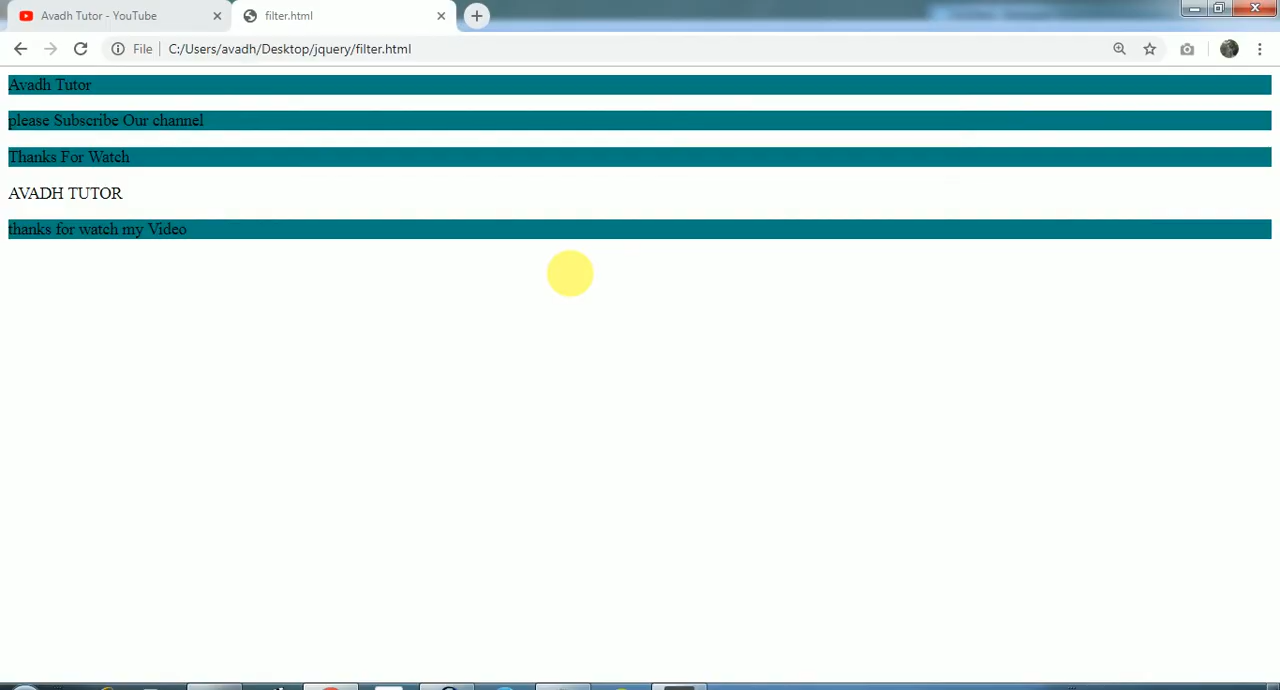 Avadh Tutor - YouTube
filter.html
File
C:/Users/avadh/Desktop/jquery/filter.html
Avadh Tutor
please Subscribe Our channel
Thanks For Watch
AVADH TUTOR
thanks for watch my Video